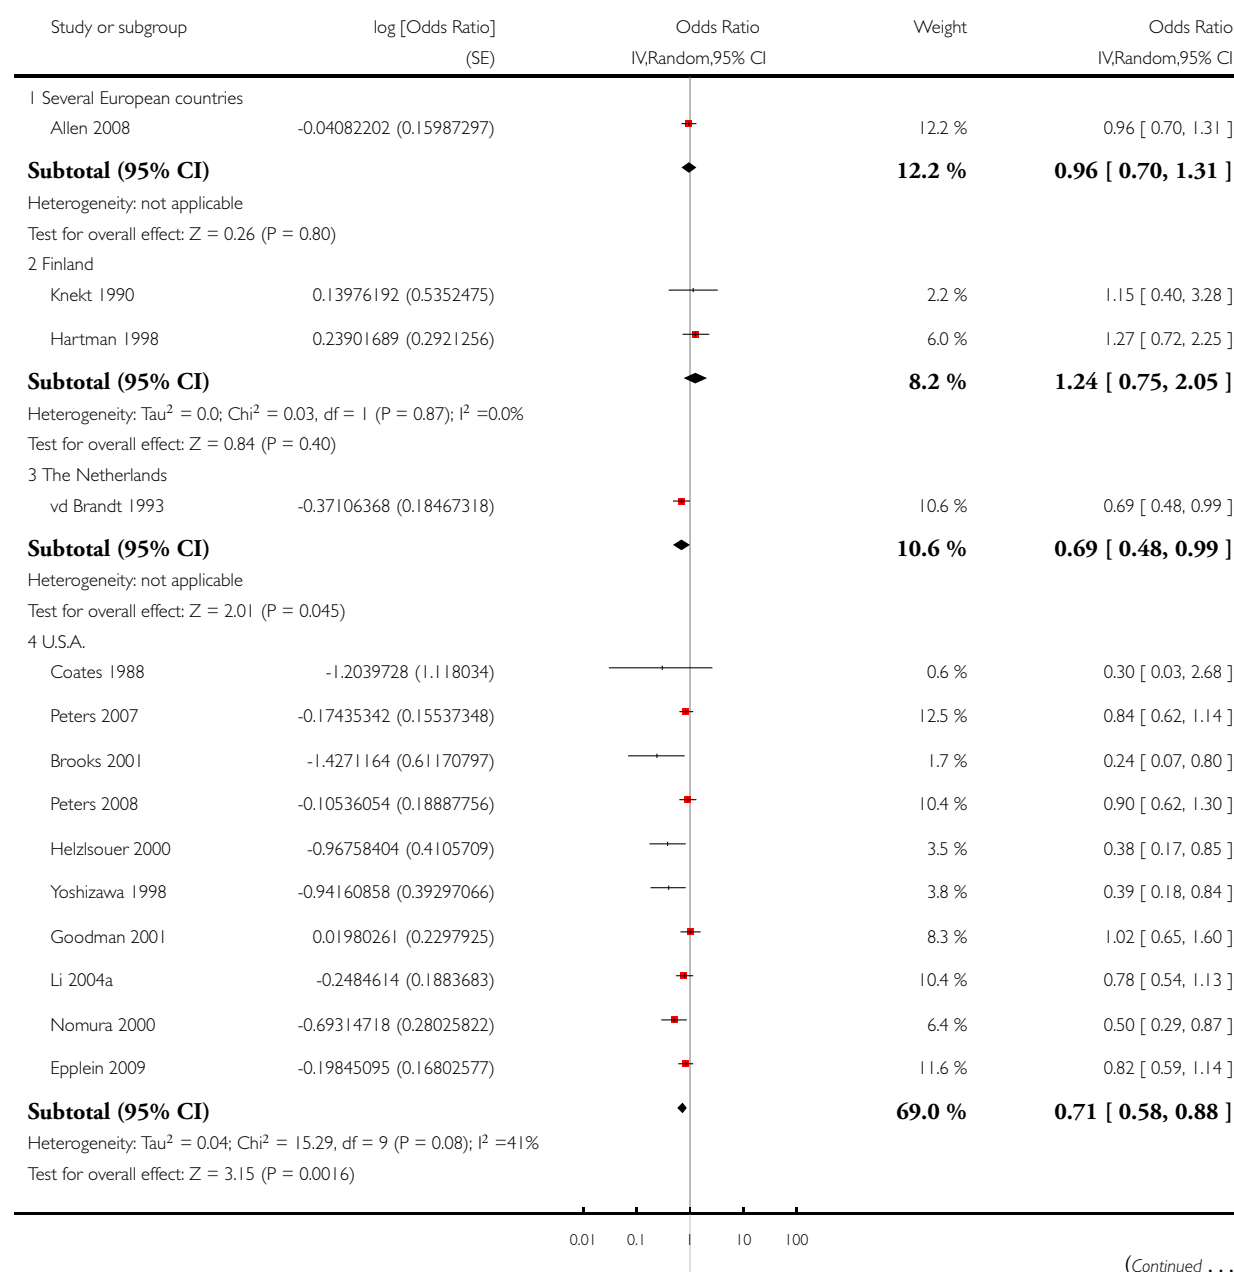 Study or subgroup log [Odds Ratio] Odds Ratio Weight Odds Ratio
(SE) IV,Random,95% CI IV,Random,95% CI
1 Several European countries
Allen 2008 -0.04082202 (0.15987297) 12.2 % 0.96 [ 0.70, 1.31 ]
Subtotal (95% CI) 12.2 % 0.96 [ 0.70, 1.31 ]
Heterogeneity: not applicable
Test for overall effect: Z = 0.26 (P = 0.80)
2 Finland
Knekt 1990 0.13976192 (0.5352475) 2.2 % 1.15 [ 0.40, 3.28 ]
Hartman 1998 0.23901689 (0.2921256) 6.0 % 1.27 [ 0.72, 2.25 ]
Subtotal (95% CI) 8.2 % 1.24 [ 0.75, 2.05 ]
Heterogeneity: Tau² = 0.0; Chi² = 0.03, df = 1 (P = 0.87); I² =0.0%
Test for overall effect: Z = 0.84 (P = 0.40)
3 The Netherlands
vd Brandt 1993 -0.37106368 (0.18467318) 10.6 % 0.69 [ 0.48, 0.99 ]
Subtotal (95% CI) 10.6 % 0.69 [ 0.48, 0.99 ]
Heterogeneity: not applicable
Test for overall effect: Z = 2.01 (P = 0.045)
4 U.S.A.
Coates 1988 -1.2039728 (1.118034) 0.6 % 0.30 [ 0.03, 2.68 ]
Peters 2007 -0.17435342 (0.15537348) 12.5 % 0.84 [ 0.62, 1.14 ]
Brooks 2001 -1.4271164 (0.61170797) 1.7 % 0.24 [ 0.07, 0.80 ]
Peters 2008 -0.10536054 (0.18887756) 10.4 % 0.90 [ 0.62, 1.30 ]
Helzlsouer 2000 -0.96758404 (0.4105709) 3.5 % 0.38 [ 0.17, 0.85 ]
Yoshizawa 1998 -0.94160858 (0.39297066) 3.8 % 0.39 [ 0.18, 0.84 ]
Goodman 2001 0.01980261 (0.2297925) 8.3 % 1.02 [ 0.65, 1.60 ]
Li 2004a -0.2484614 (0.1883683) 10.4 % 0.78 [ 0.54, 1.13 ]
Nomura 2000 -0.69314718 (0.28025822) 6.4 % 0.50 [ 0.29, 0.87 ]
Epplein 2009 -0.19845095 (0.16802577) 11.6 % 0.82 [ 0.59, 1.14 ]
Subtotal (95% CI) 69.0 % 0.71 [ 0.58, 0.88 ]
Heterogeneity: Tau² = 0.04; Chi² = 15.29, df = 9 (P = 0.08); I² =41%
Test for overall effect: Z = 3.15 (P = 0.0016)
0.01 0.1 1 10 100
(Continued . . .